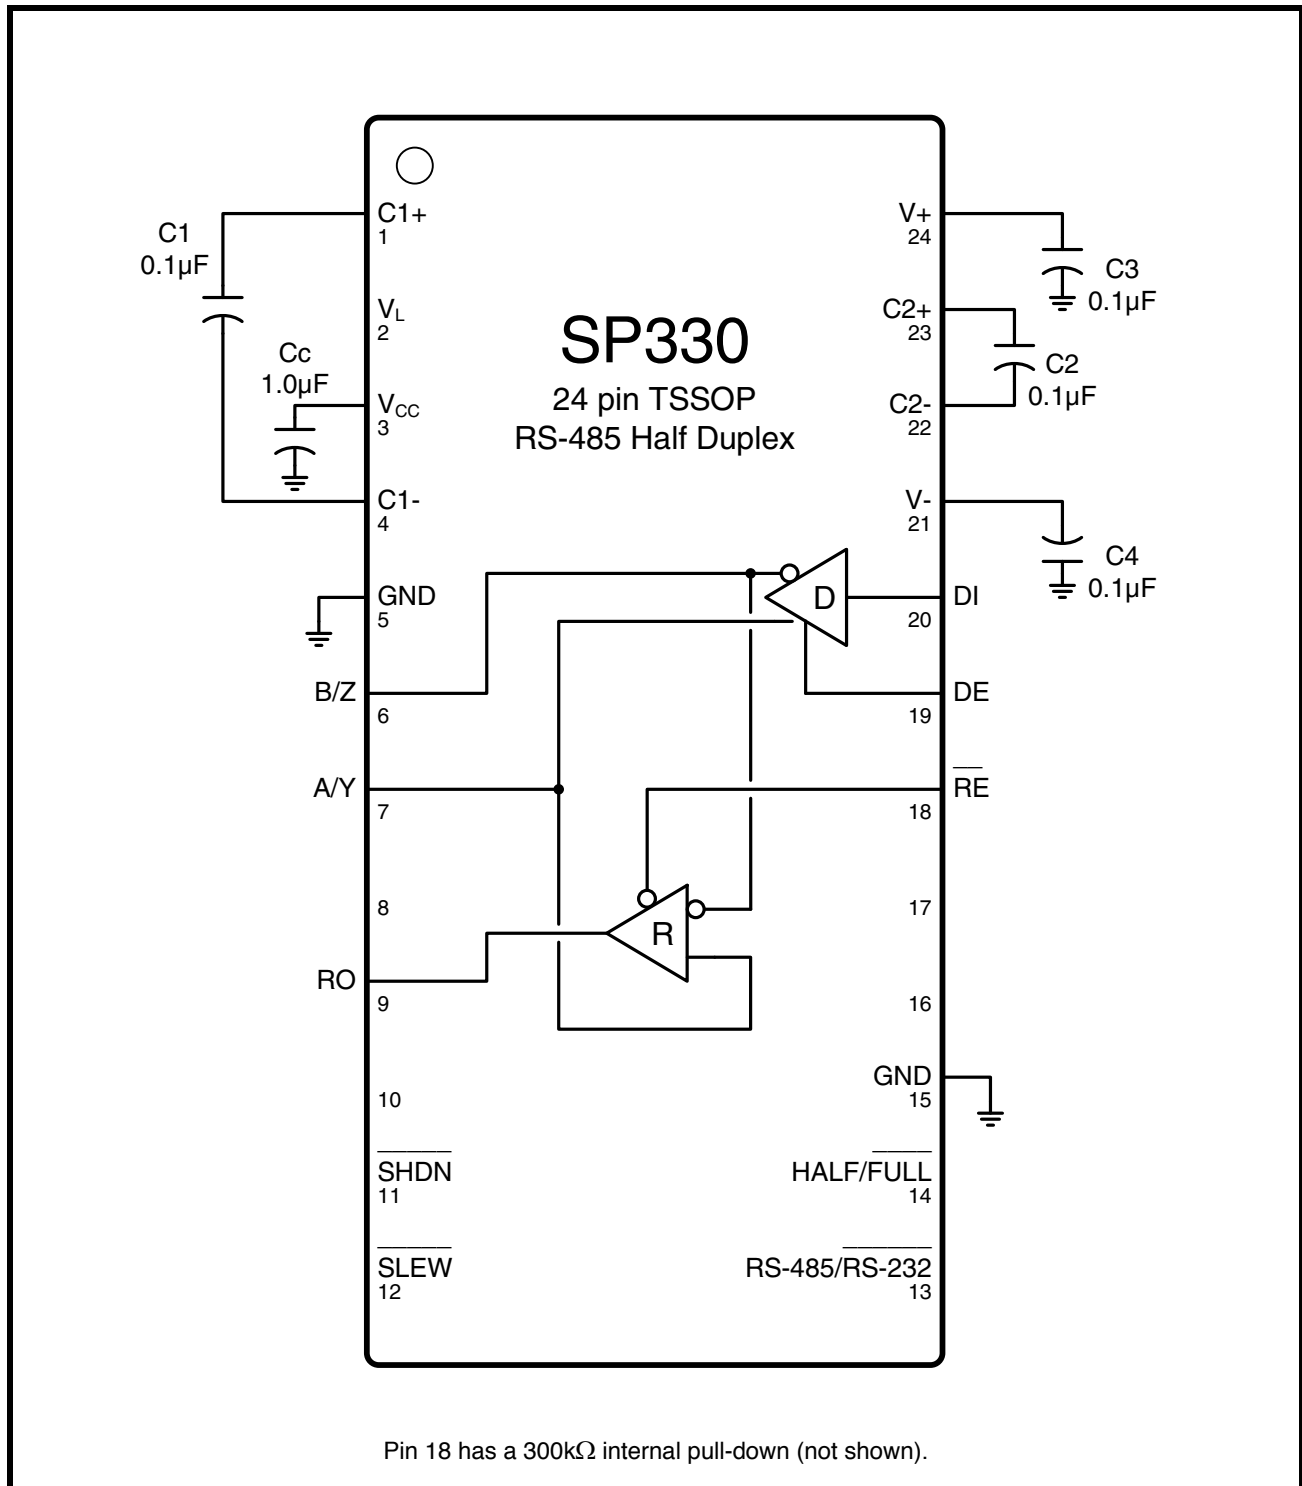 C1
0.1µF
Cc
1.0µF
C1+
1
VL
2
VCC
3
C1-
4
GND
5
B/Z
6
A/Y
7
8
RO
9
10
SHDN
11
SLEW
12
SP330
24 pin TSSOP
RS-485 Half Duplex
D
R
V+
24
C2+
23
C2-
22
V-
21
DI
20
DE
19
RE
18
17
16
GND
15
HALF/FULL
14
RS-485/RS-232
13
C3
0.1µF
C2
0.1µF
C4
0.1µF
Pin 18 has a 300kΩ internal pull-down (not shown).